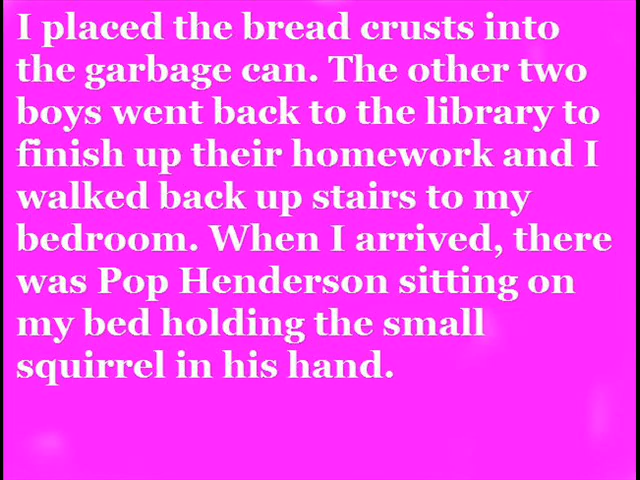 I placed the bread crusts into
the garbage can. The other two
boys went back to the library to
finish up their homework and I
walked back up stairs to my
bedroom. When I arrived, there
was Pop Henderson sitting on
my bed holding the small
squirrel in his hand.